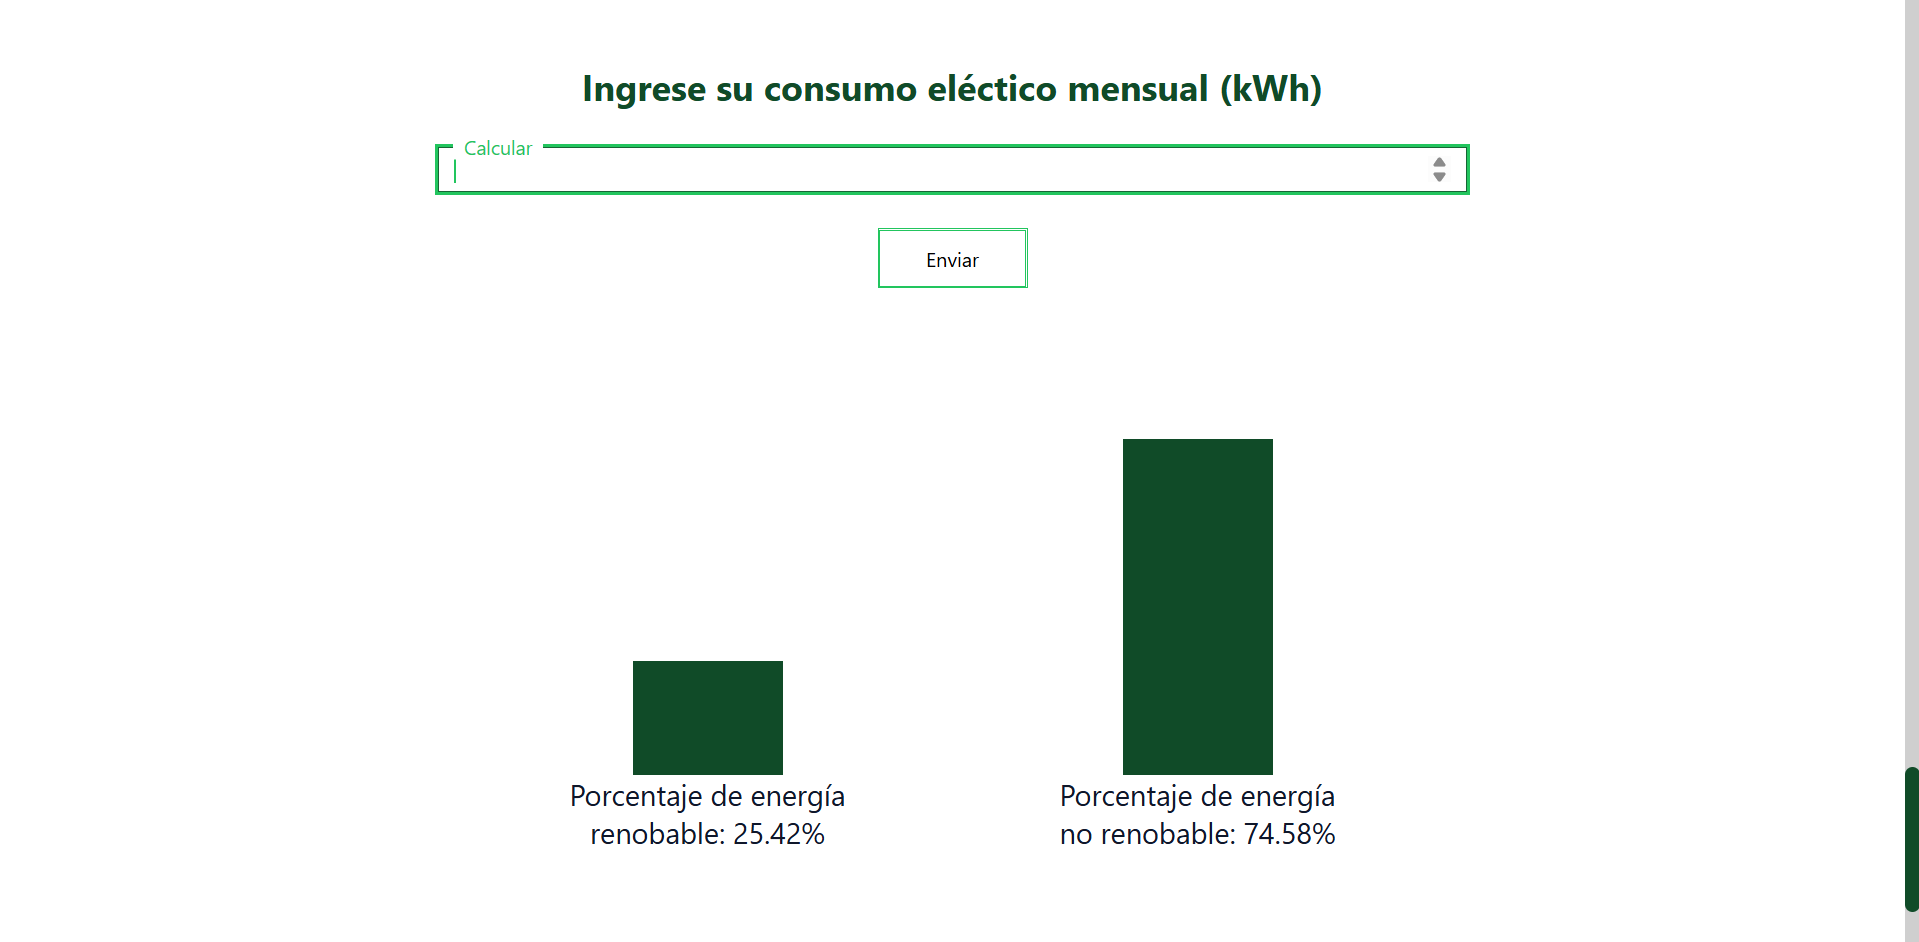 Ingrese su consumo eléctico mensual (kWh)
Calcular
Enviar
Porcentaje de energía
renobable: 25.42%
Porcentaje de energía
no renobable: 74.58%